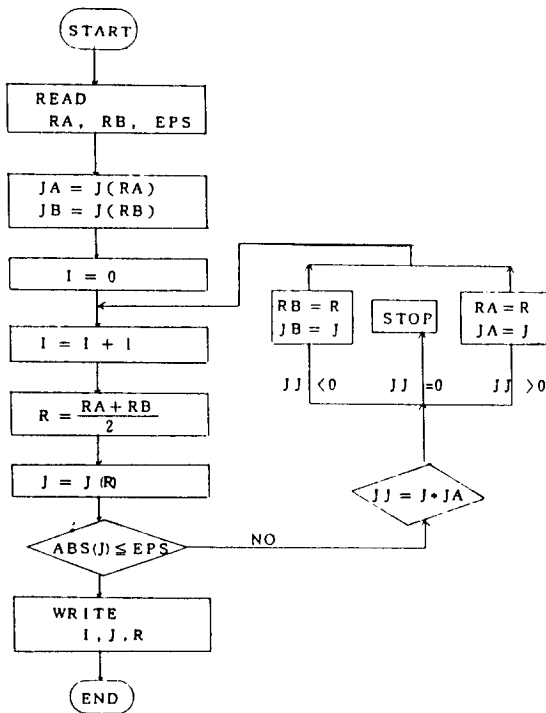 START
READ
RA, RB, EPS
JA = J(RA)
JB = J(RB)
I = 0
I = I + 1
R = RA + RB
2
J = J(R)
ABS(J) ≤ EPS
NO
WRITE
I, J, R
END
RB = R
JB = J
STOP
RA = R
JA = J
JJ <0
JJ =0
JJ >0
JJ = J * JA